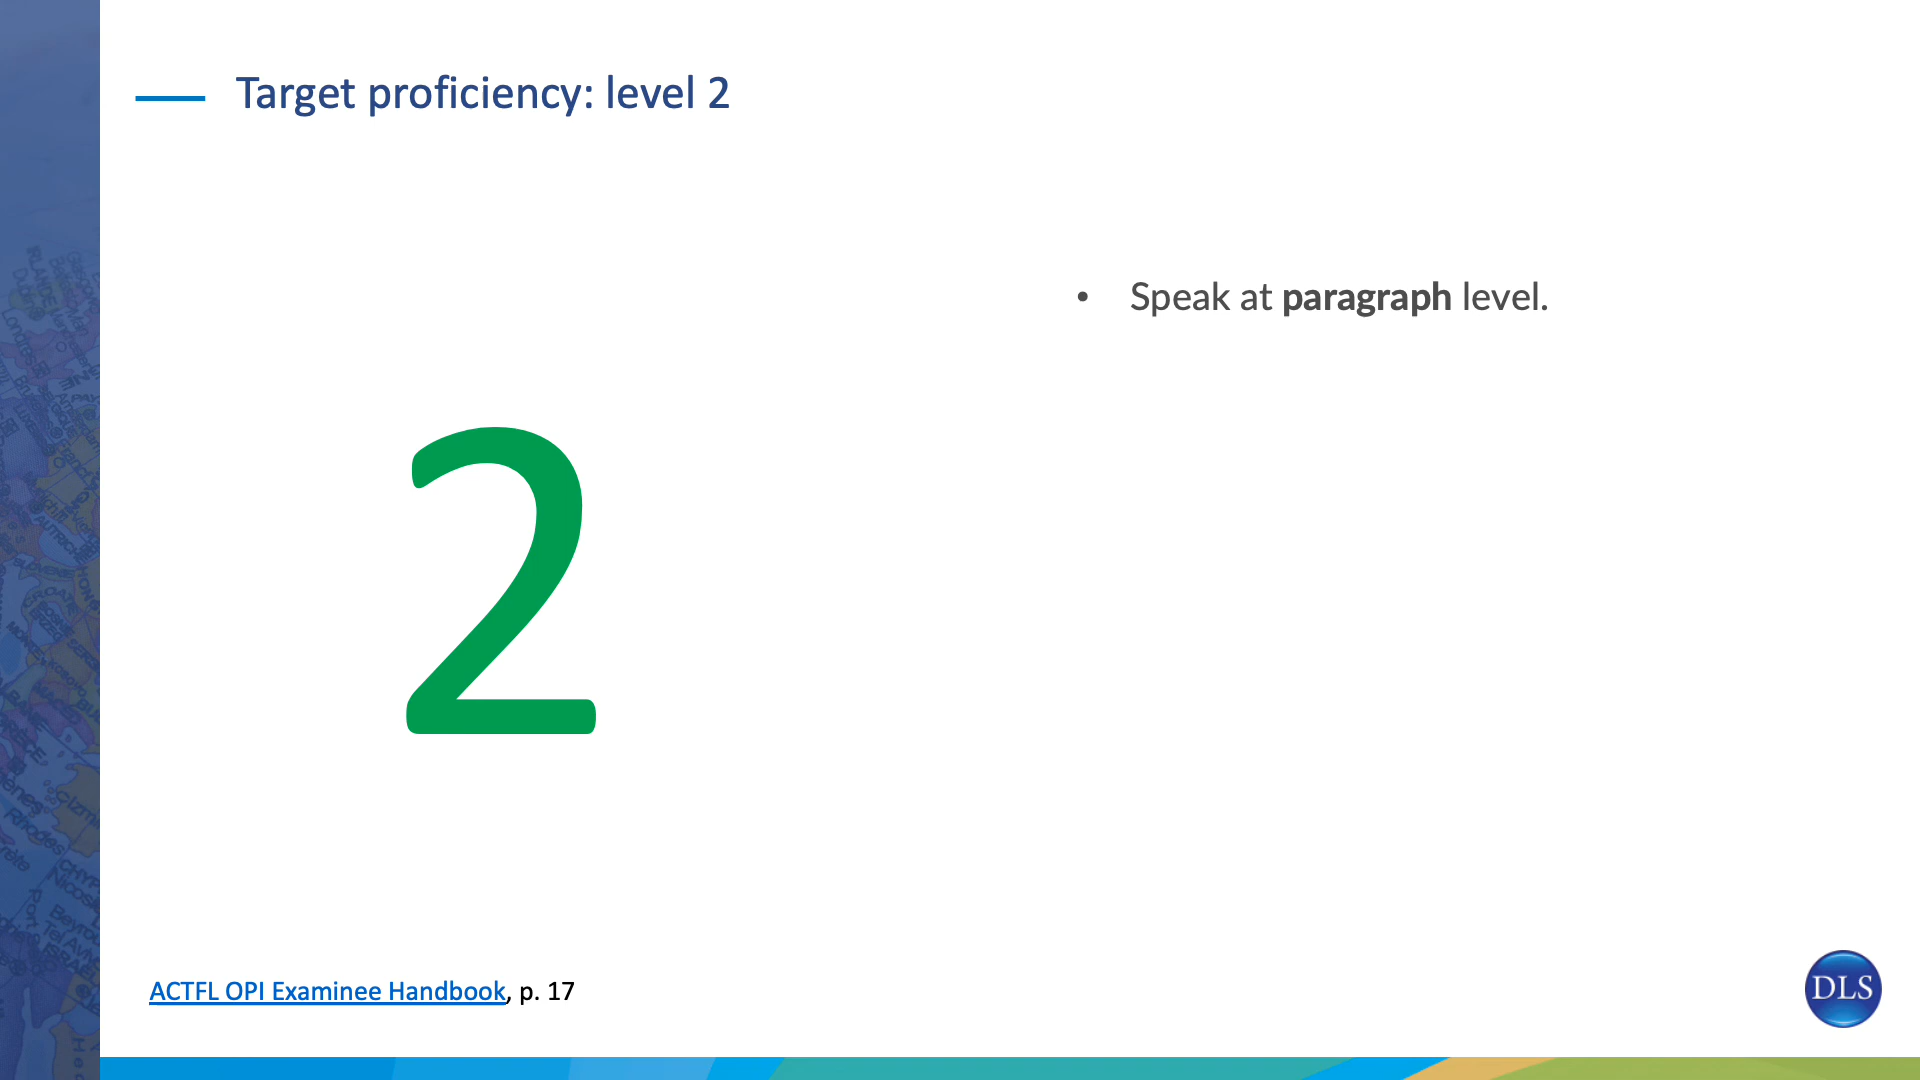 Target proficiency: level 2
• Speak at paragraph level.
2
ACTFL OPI Examinee Handbook, p. 17
DLS